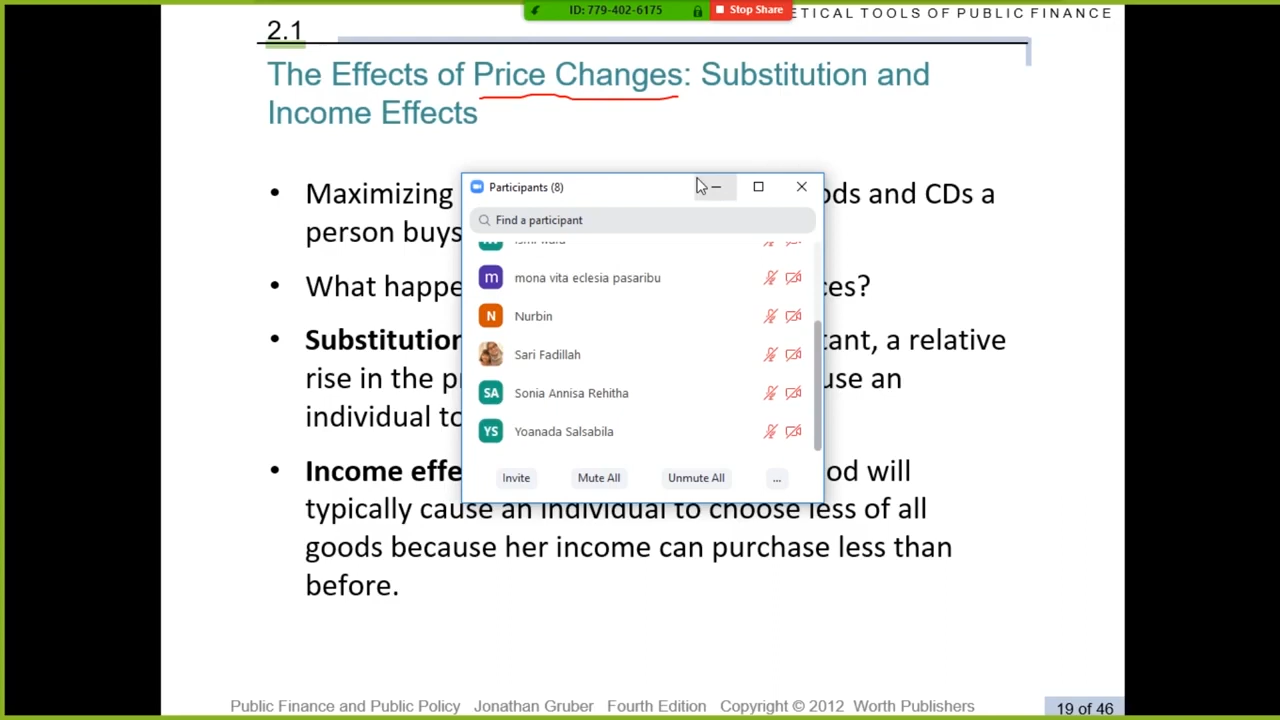 ID: 779-402-6175 Stop Share
ETICAL TOOLS OF PUBLIC FINANCE
2.1
The Effects of Price Changes: Substitution and
Income Effects
• Maximizing ods and CDs a
person buys
• What happe ces?
• Substitution tant, a relative
rise in the p use an
individual to
• Income effe od will
typically cause an individual to choose less of all
goods because her income can purchase less than
before.
Participants (8)
Find a participant
m mona vita eclesia pasaribu
N Nurbin
Sari Fadillah
SA Sonia Annisa Rehitha
YS Yoanada Salsabila
Invite Mute All Unmute All ...
Public Finance and Public Policy Jonathan Gruber Fourth Edition Copyright © 2012 Worth Publishers
19 of 46